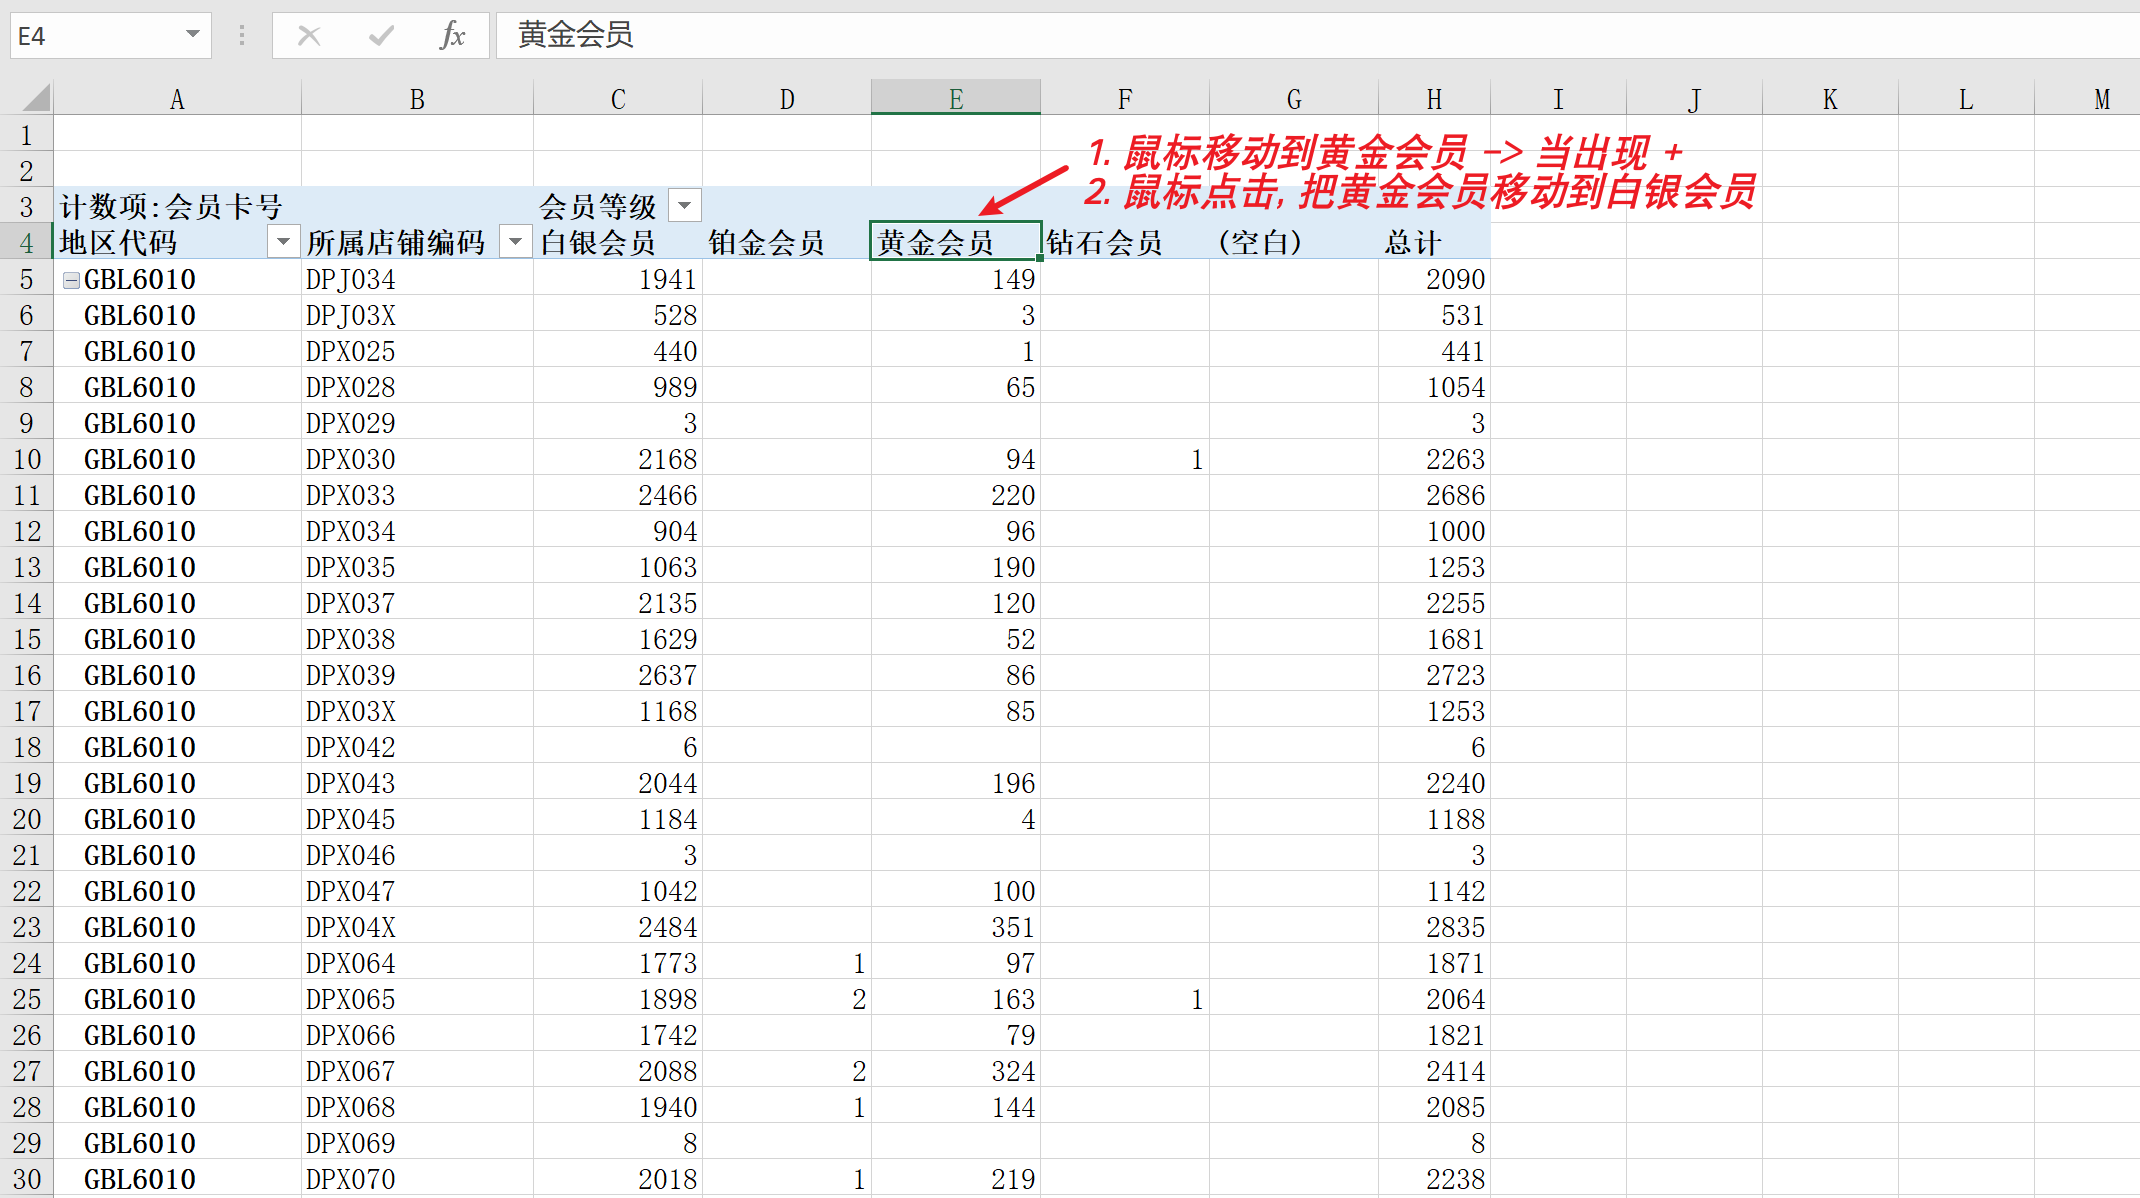 E4 fx 黄金会员
A B C D E F G H I J K L M
1 1. 鼠标移动到黄金会员 -> 当出现 +
2 2. 鼠标点击, 把黄金会员移动到白银会员
3 计数项:会员卡号 会员等级
4 地区代码 所属店铺编码 白银会员 铂金会员 黄金会员 钻石会员 (空白) 总计
5 GBL6010 DPJ034 1941 149 2090
6 GBL6010 DPJ03X 528 3 531
7 GBL6010 DPX025 440 1 441
8 GBL6010 DPX028 989 65 1054
9 GBL6010 DPX029 3 3
10 GBL6010 DPX030 2168 94 1 2263
11 GBL6010 DPX033 2466 220 2686
12 GBL6010 DPX034 904 96 1000
13 GBL6010 DPX035 1063 190 1253
14 GBL6010 DPX037 2135 120 2255
15 GBL6010 DPX038 1629 52 1681
16 GBL6010 DPX039 2637 86 2723
17 GBL6010 DPX03X 1168 85 1253
18 GBL6010 DPX042 6 6
19 GBL6010 DPX043 2044 196 2240
20 GBL6010 DPX045 1184 4 1188
21 GBL6010 DPX046 3 3
22 GBL6010 DPX047 1042 100 1142
23 GBL6010 DPX04X 2484 351 2835
24 GBL6010 DPX064 1773 1 97 1871
25 GBL6010 DPX065 1898 2 163 1 2064
26 GBL6010 DPX066 1742 79 1821
27 GBL6010 DPX067 2088 2 324 2414
28 GBL6010 DPX068 1940 1 144 2085
29 GBL6010 DPX069 8 8
30 GBL6010 DPX070 2018 1 219 2238